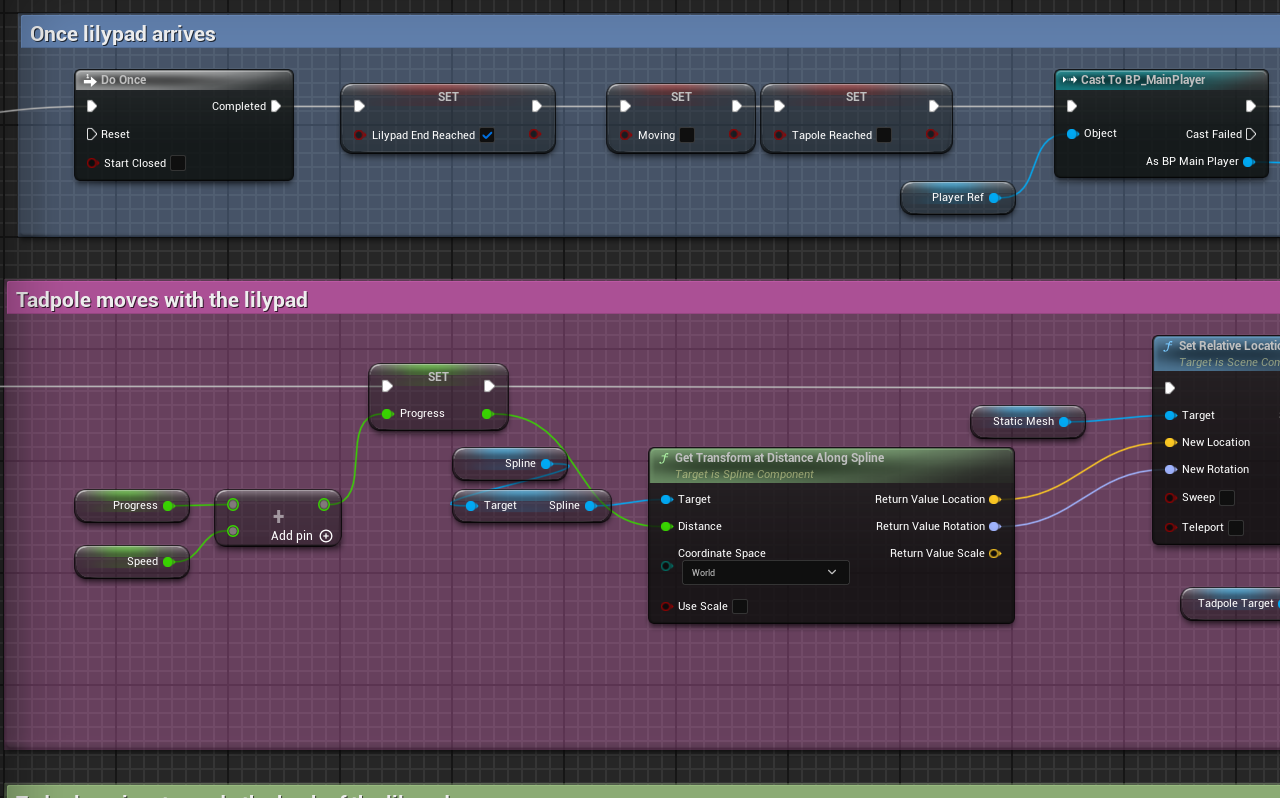 Once lilypad arrives
Do Once
Completed
Reset
Start Closed
SET
Lilypad End Reached
SET
Moving
SET
Tapole Reached
Player Ref
Cast To BP_MainPlayer
Object
Cast Failed
As BP Main Player
Tadpole moves with the lilypad
SET
Progress
Progress
Speed
Add pin
Spline
Target Spline
Get Transform at Distance Along Spline
Target is Spline Component
Target
Return Value Location
Distance
Return Value Rotation
Coordinate Space
Return Value Scale
World
Use Scale
Static Mesh
Set Relative Locatio
Target is Scene Com
Target
New Location
New Rotation
Sweep
Teleport
Tadpole Target